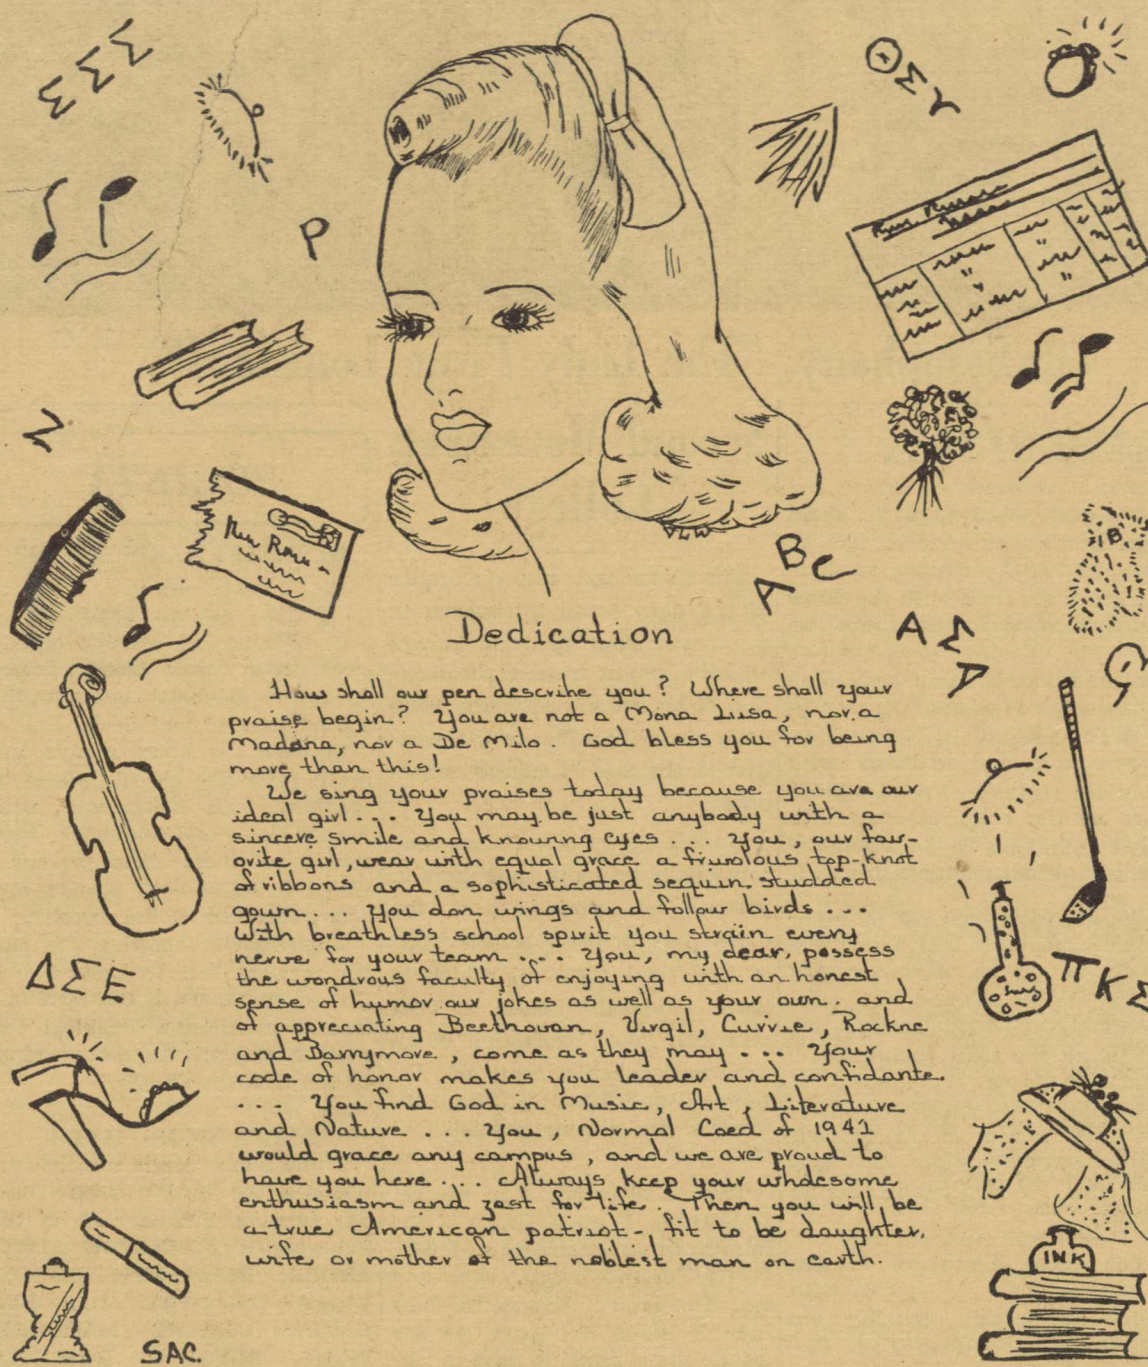 ΣΣΣ
ΘΣΥ
P
N
A B C
B
ΑΣΑ
Dedication
How shall our pen describe you? Where shall your
praise begin? You are not a Mona Liisa, nor a
Madona, nor a De Milo. God bless you for being
more than this!
We sing your praises today because you are our
ideal girl... You may be just anybody with a
sincere smile and knowing eyes... You, our fav-
orite girl, wear with equal grace a frivolous top-knot
of ribbons and a sophisticated sequin studded
gown... You don wings and follow birds...
With breathless school spirit you strain every
nerve for your team... You, my dear, possess
the wondrous faculty of enjoying with an honest
sense of humor our jokes as well as your own, and
of appreciating Beethovan, Virgil, Currie, Rockne
and Barrymore, come as they may... Your
code of honor makes you leader and confidante.
... You find God in Music, Art, Literature
and Nature... You, Normal Coed of 1941
would grace any campus, and we are proud to
have you here... Always keep your wholesome
enthusiasm and zest for life. Then you will be
a true American patriot-, fit to be daughter,
wife or mother of the noblest man on earth.
ΔΣΕ
πΚΣ
INK
SAC.